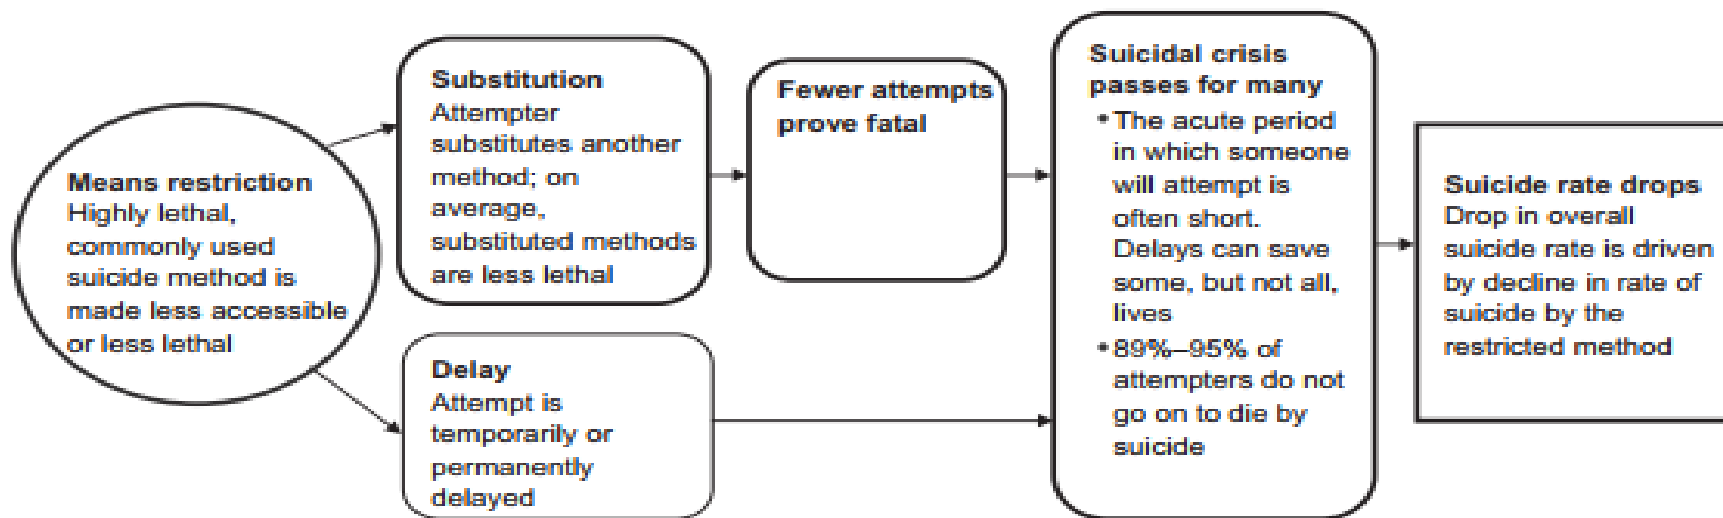 Means restriction
Highly lethal,
commonly used
suicide method is
made less accessible
or less lethal
Substitution
Attempter
substitutes another
method; on
average,
substituted methods
are less lethal
Delay
Attempt is
temporarily or
permanently
delayed
Fewer attempts
prove fatal
Suicidal crisis
passes for many
• The acute period
in which someone
will attempt is
often short.
Delays can save
some, but not all,
lives
• 89%–95% of
attempters do not
go on to die by
suicide
Suicide rate drops
Drop in overall
suicide rate is driven
by decline in rate of
suicide by the
restricted method